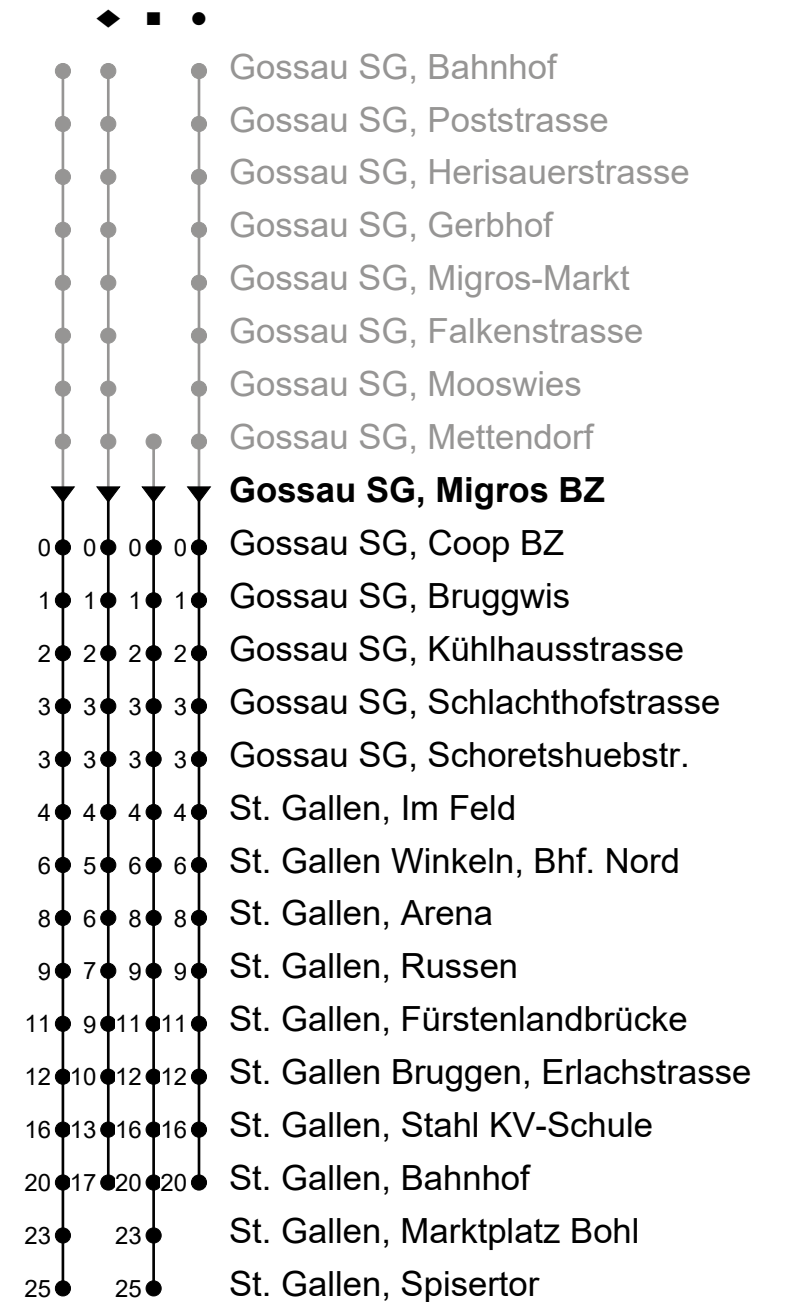 Gossau SG, Bahnhof
Gossau SG, Poststrasse
Gossau SG, Herisauerstrasse
Gossau SG, Gerbhof
Gossau SG, Migros-Markt
Gossau SG, Falkenstrasse
Gossau SG, Mooswies
Gossau SG, Mettendorf
Gossau SG, Migros BZ
0 0 0 0 Gossau SG, Coop BZ
1 1 1 1 Gossau SG, Bruggwis
2 2 2 2 Gossau SG, Kühlhausstrasse
3 3 3 3 Gossau SG, Schlachthofstrasse
3 3 3 3 Gossau SG, Schoretshuebstr.
4 4 4 4 St. Gallen, Im Feld
6 5 6 6 St. Gallen Winkeln, Bhf. Nord
8 6 8 8 St. Gallen, Arena
9 7 9 9 St. Gallen, Russen
11 9 11 11 St. Gallen, Fürstenlandbrücke
12 10 12 12 St. Gallen Bruggen, Erlachstrasse
16 13 16 16 St. Gallen, Stahl KV-Schule
20 17 20 20 St. Gallen, Bahnhof
23 23 St. Gallen, Marktplatz Bohl
25 25 St. Gallen, Spisertor